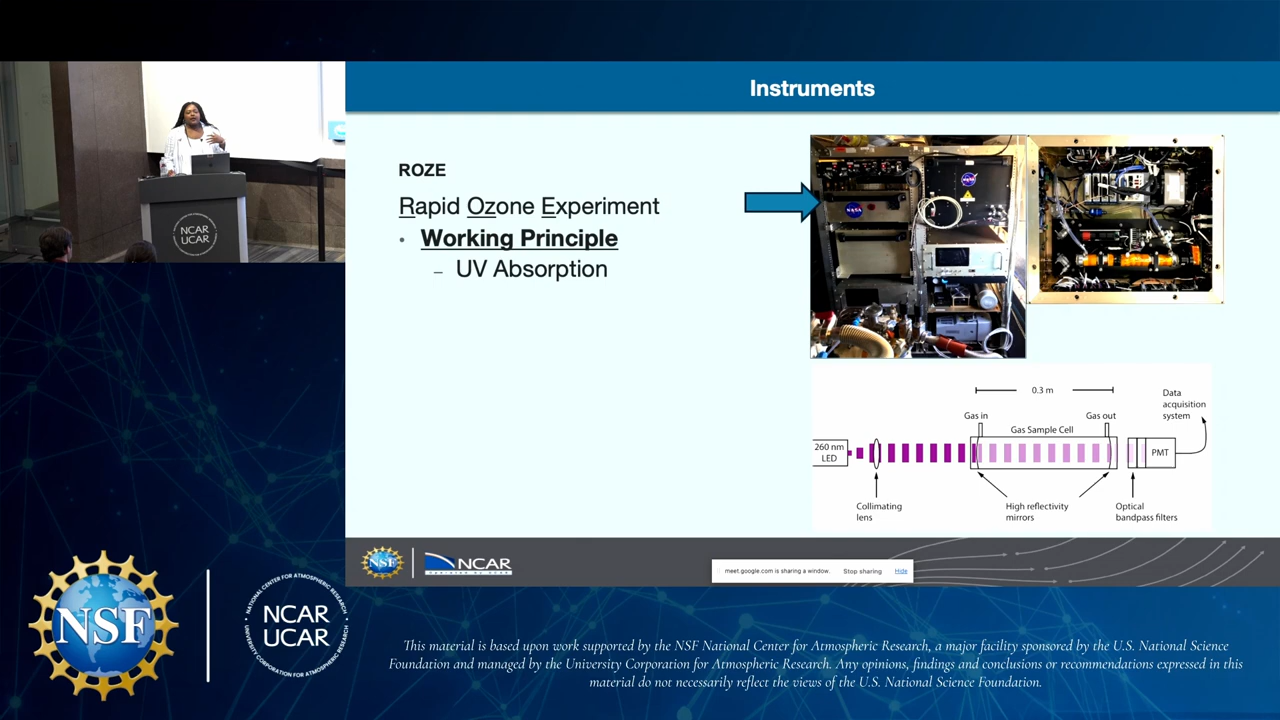 Instruments
ROZE
Rapid Ozone Experiment
• Working Principle
– UV Absorption
NASA
NASA
0.3 m
Data
acquisition
system
Gas in
Gas out
Gas Sample Cell
260 nm
LED
PMT
Collimating
lens
High reflectivity
mirrors
Optical
bandpass filters
NCAR
UCAR
NSF
NCAR
meet.google.com is sharing a window.
Stop sharing
Hide
NSF
NATIONAL CENTER FOR ATMOSPHERIC RESEARCH
NCAR
UCAR
UNIVERSITY CORPORATION FOR ATMOSPHERIC RESEARCH
This material is based upon work supported by the NSF National Center for Atmospheric Research, a major facility sponsored by the U.S. National Science
Foundation and managed by the University Corporation for Atmospheric Research. Any opinions, findings and conclusions or recommendations expressed in this
material do not necessarily reflect the views of the U.S. National Science Foundation.